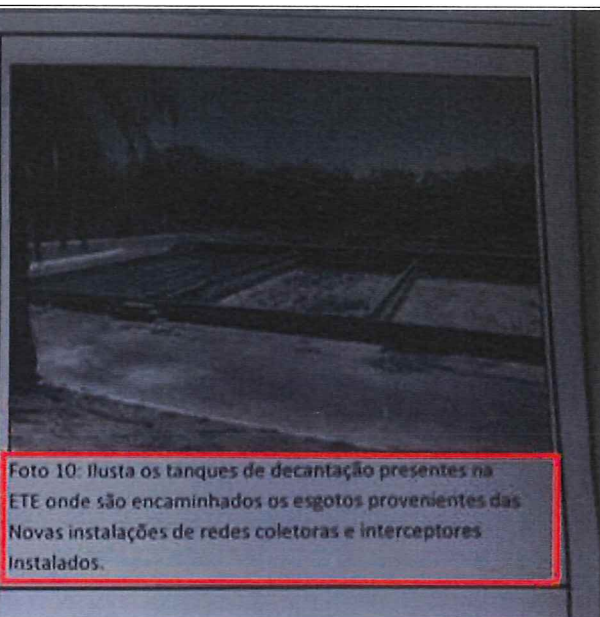 Foto 10: Ilusta os tanques de decantação presentes na
ETE onde são encaminhados os esgotos provenientes das
Novas instalações de redes coletoras e interceptores
Instalados.